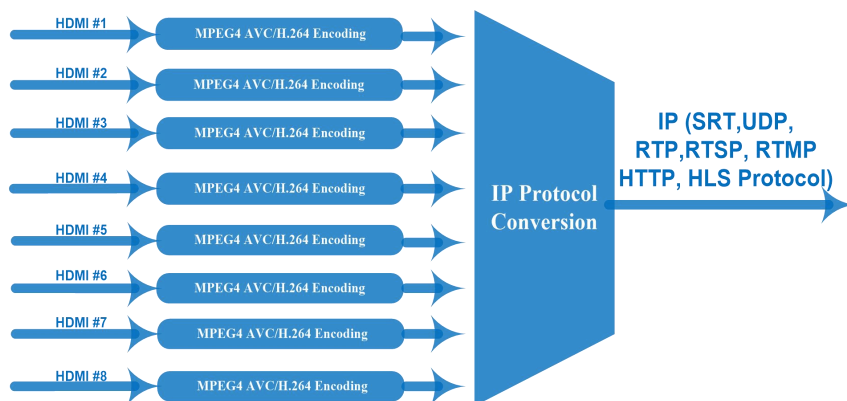 HDMI #1
MPEG4 AVC/H.264 Encoding
HDMI #2
MPEG4 AVC/H.264 Encoding
HDMI #3
MPEG4 AVC/H.264 Encoding
HDMI #4
MPEG4 AVC/H.264 Encoding
HDMI #5
MPEG4 AVC/H.264 Encoding
HDMI #6
MPEG4 AVC/H.264 Encoding
HDMI #7
MPEG4 AVC/H.264 Encoding
HDMI #8
MPEG4 AVC/H.264 Encoding
IP Protocol
Conversion
IP (SRT,UDP,
RTP,RTSP, RTMP
HTTP, HLS Protocol)